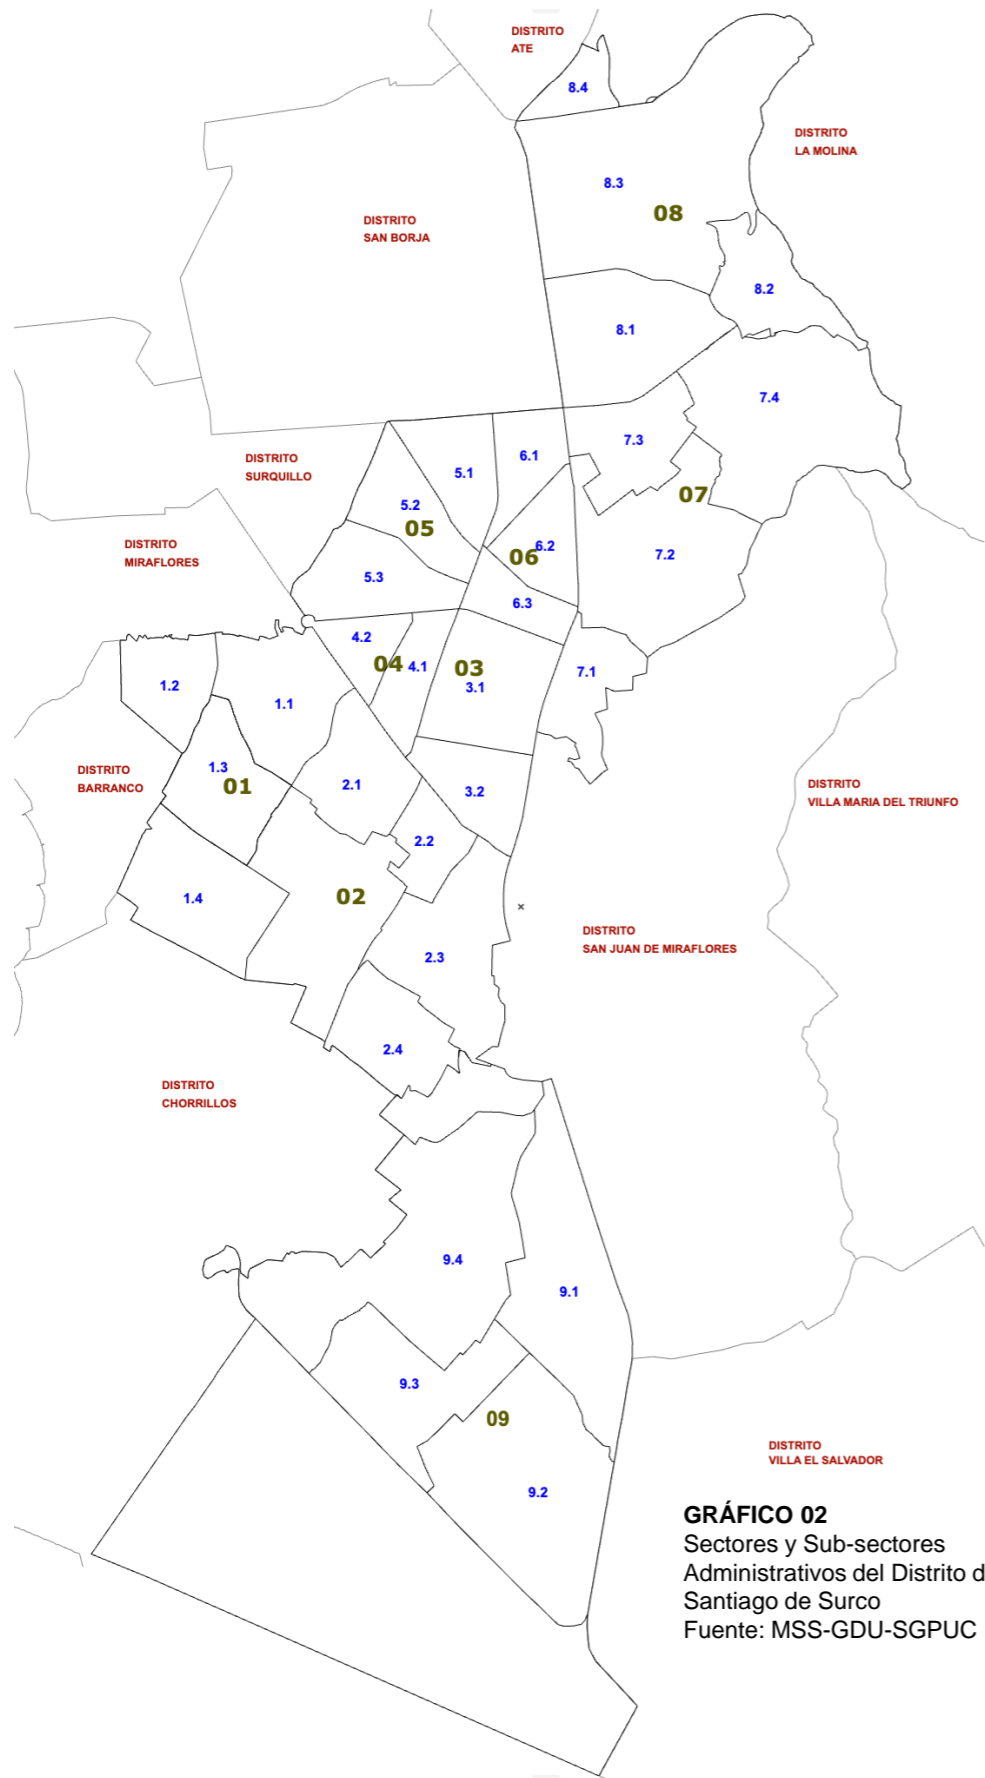 DISTRITO
ATE
8.4
DISTRITO
LA MOLINA
8.3
08
DISTRITO
SAN BORJA
8.2
8.1
7.4
7.3
6.1
DISTRITO
SURQUILLO
5.1
07
5.2
05
DISTRITO
MIRAFLORES
06
6.2
7.2
5.3
6.3
4.2
04
4.1
03
3.1
7.1
1.2
1.1
DISTRITO
BARRANCO
1.3
01
2.1
3.2
DISTRITO
VILLA MARIA DEL TRIUNFO
2.2
1.4
02
DISTRITO
SAN JUAN DE MIRAFLORES
2.3
2.4
DISTRITO
CHORRILLOS
9.4
9.1
9.3
09
DISTRITO
VILLA EL SALVADOR
9.2
GRÁFICO 02
Sectores y Sub-sectores
Administrativos del Distrito d
Santiago de Surco
Fuente: MSS-GDU-SGPUC